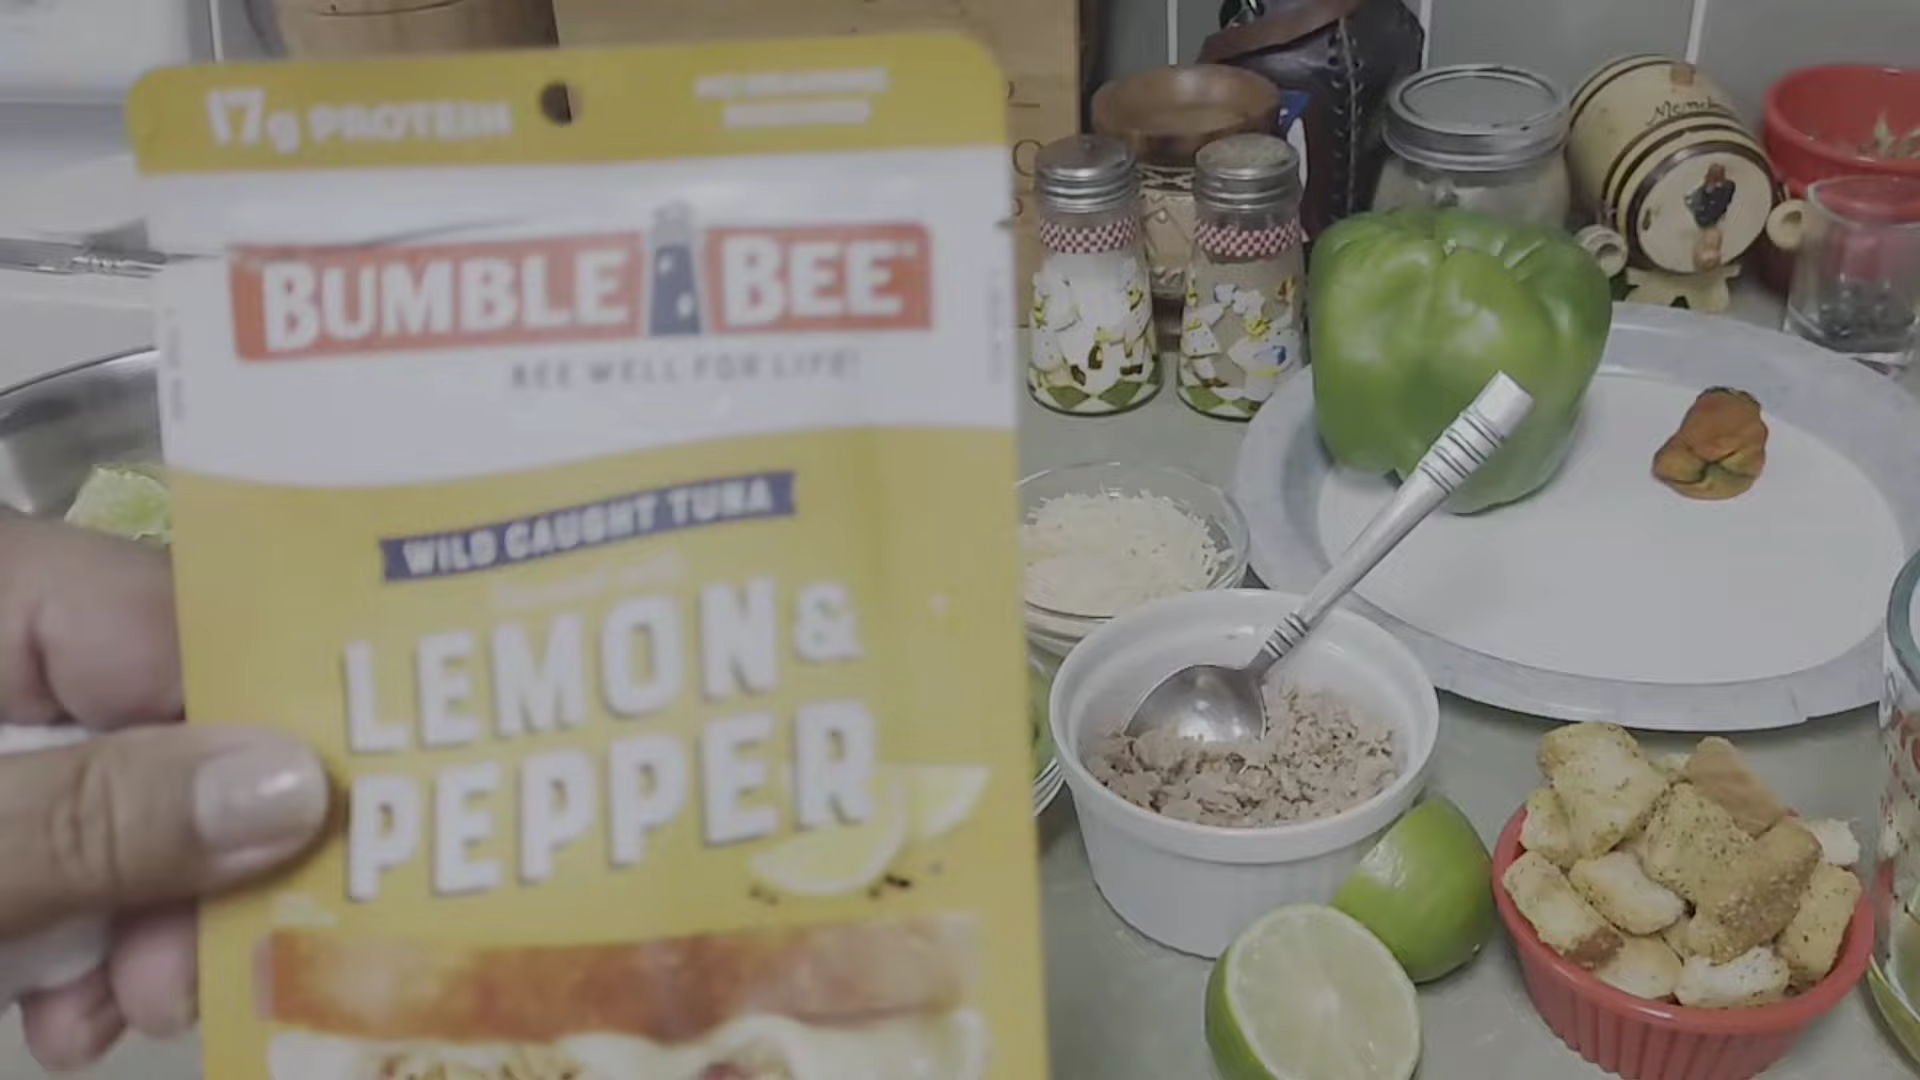 17g PROTEIN
BUMBLE BEE
BEE WELL FOR LIFE!
WILD CAUGHT TUNA
LEMON &
PEPPER